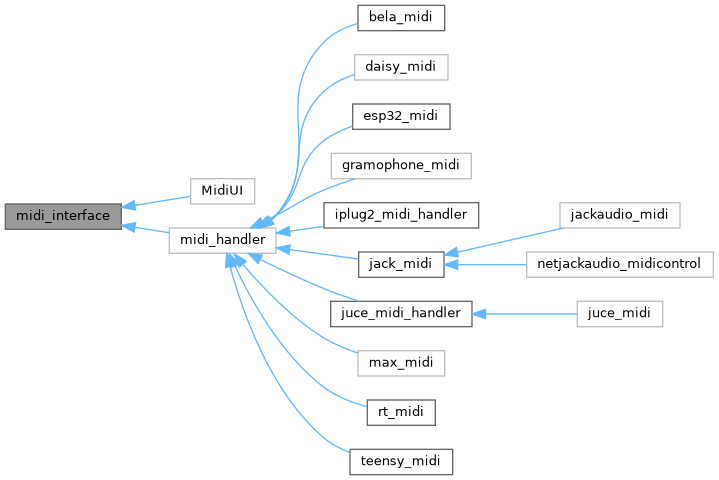 midi_interface
MidiUI
midi_handler
bela_midi
daisy_midi
esp32_midi
gramophone_midi
iplug2_midi_handler
jack_midi
juce_midi_handler
max_midi
rt_midi
teensy_midi
jackaudio_midi
netjackaudio_midicontrol
juce_midi